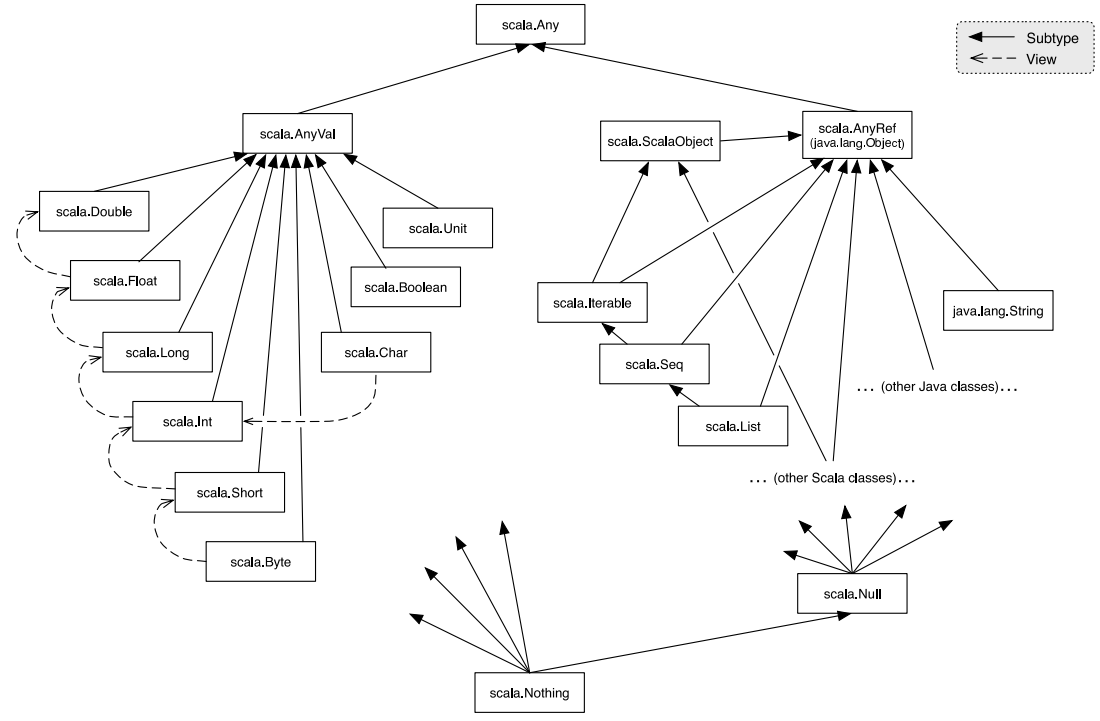 scala.Any
Subtype
View
scala.AnyVal
scala.ScalaObject
scala.AnyRef
(java.lang.Object)
scala.Double
scala.Unit
scala.Float
scala.Boolean
scala.Iterable
java.lang.String
scala.Long
scala.Char
scala.Seq
... (other Java classes)...
scala.Int
scala.List
scala.Short
... (other Scala classes)...
scala.Byte
scala.Null
scala.Nothing